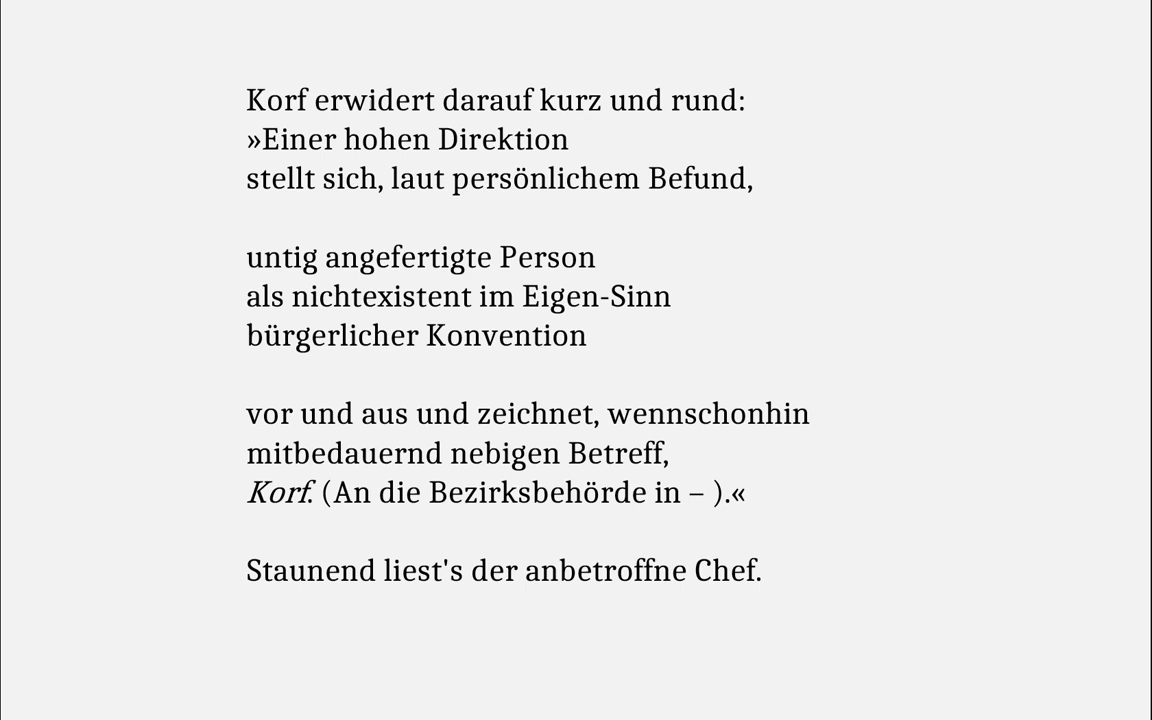 Korf erwidert darauf kurz und rund:
»Einer hohen Direktion
stellt sich, laut persönlichem Befund,
untig angefertigte Person
als nichtexistent im Eigen-Sinn
bürgerlicher Konvention
vor und aus und zeichnet, wennschonhin
mitbedauernd nebigen Betreff,
Korf. (An die Bezirksbehörde in – ).«
Staunend liest's der anbetroffne Chef.